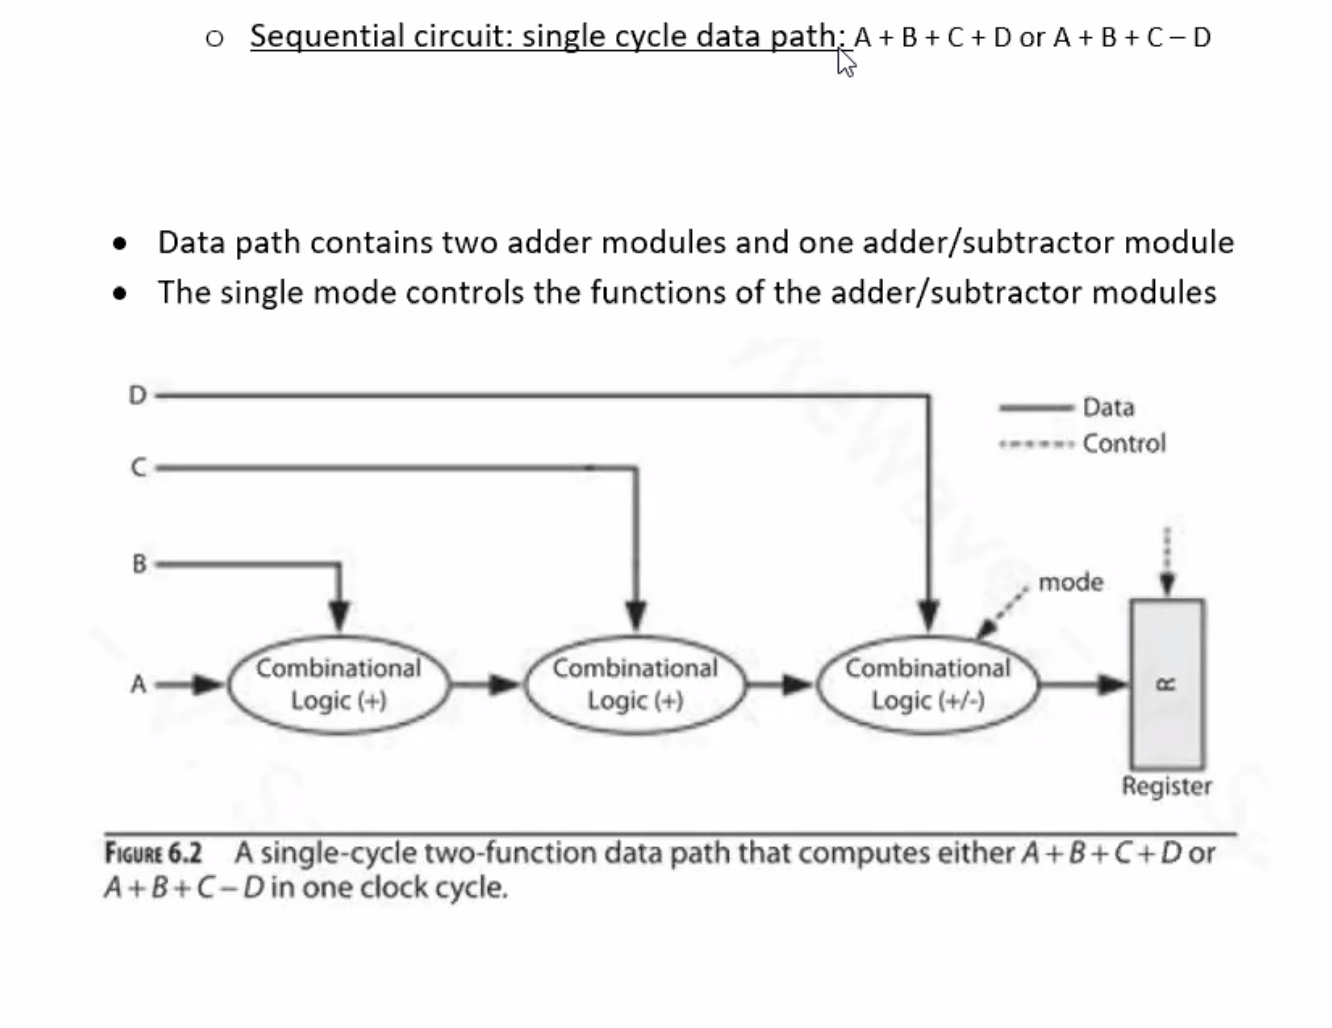 o Sequential circuit: single cycle data path: A + B + C + D or A + B + C – D
• Data path contains two adder modules and one adder/subtractor module
• The single mode controls the functions of the adder/subtractor modules
D
Data
Control
C
B
mode
A
Combinational
Logic (+)
Combinational
Logic (+)
Combinational
Logic (+/-)
R
Register
FIGURE 6.2 A single-cycle two-function data path that computes either A+B+C+D or
A+B+C–D in one clock cycle.